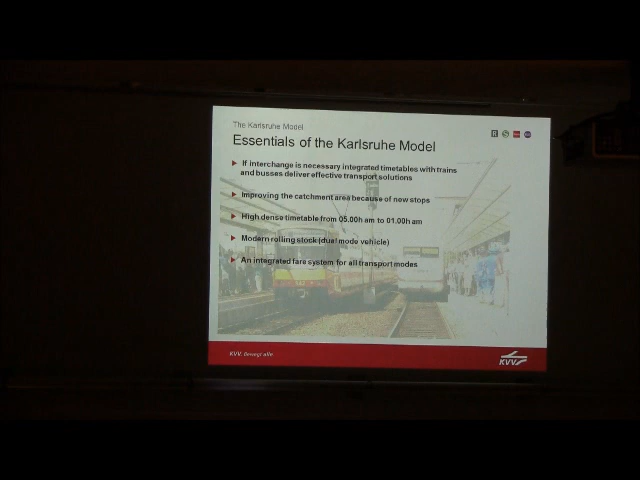 The Karlsruhe Model
Essentials of the Karlsruhe Model
If interchange is necessary integrated timetables with trains
and busses deliver effective transport solutions
Improving the catchment area because of new stops
High dense timetable from 05.00h am to 01.00h am
Modern rolling stock (dual mode vehicle)
An integrated fare system for all transport modes
KVV. Bewegt alle.
KVV